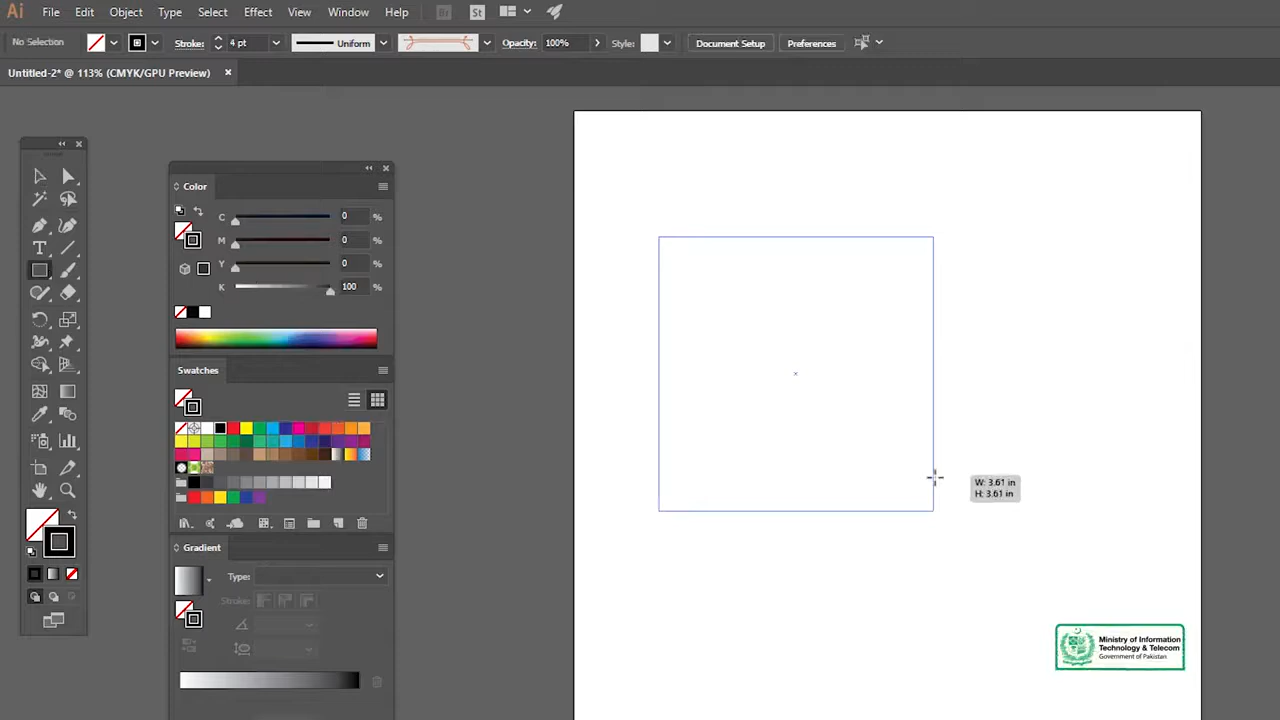 Ai File Edit Object Type Select Effect View Window Help Br St
No Selection Stroke: 4 pt Uniform Opacity: 100% Style: Document Setup Preferences
Untitled-2* @ 113% (CMYK/GPU Preview) ×
Color
C 0 %
M 0 %
Y 0 %
K 100 %
Swatches
Gradient
Type:
Stroke:
W: 3.61 in
H: 3.61 in
Ministry of Information
Technology & Telecom
Government of Pakistan